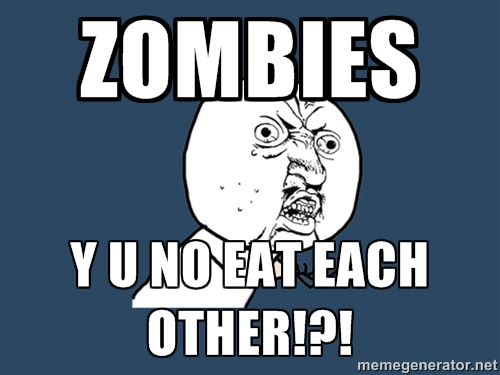 ZOMBIES
Y U NO EAT EACH
OTHER!?!
memegenerator.net